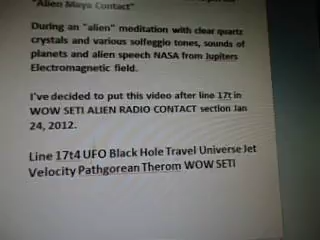 "Alien Maya Contact"
During an "alien" meditation with clear quartz
crystals and various solfeggio tones, sounds of
planets and alien speech NASA from Jupiters
Electromagnetic field.
I've decided to put this video after line 17t in
WOW SETI ALIEN RADIO CONTACT section Jan
24, 2012.
Line 17t4 UFO Black Hole Travel Universe Jet
Velocity Pathgorean Therom WOW SETI